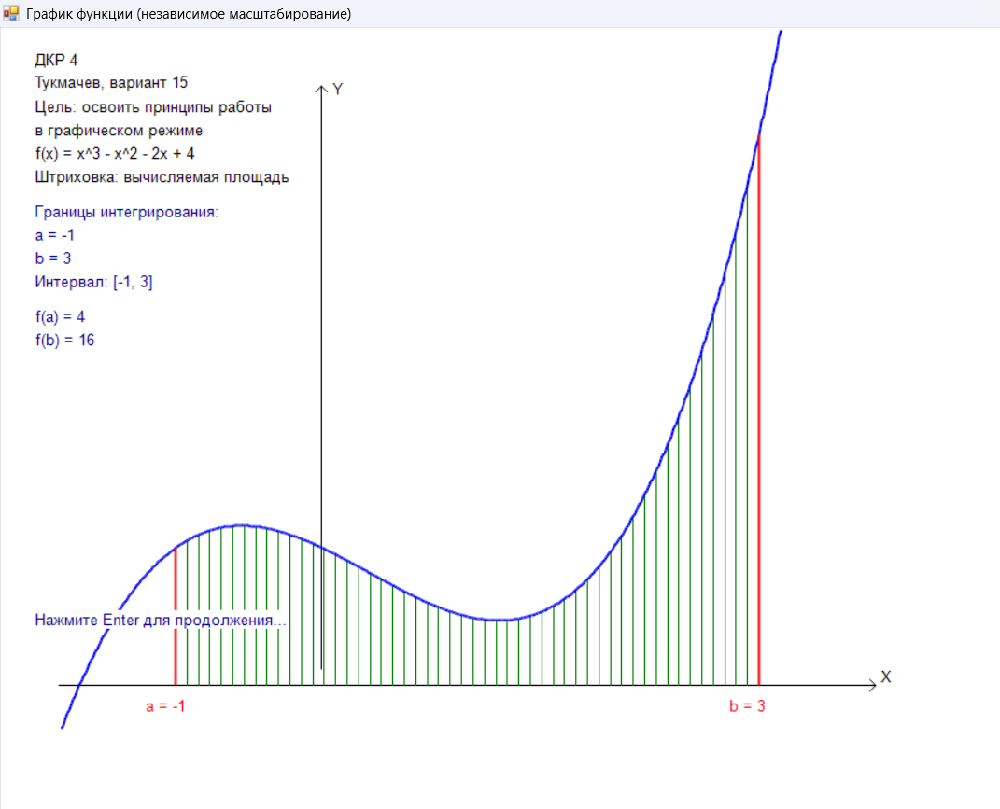 График функции (независимое масштабирование)
ДКР 4
Тукмачев, вариант 15
Цель: освоить принципы работы
в графическом режиме
f(x) = x^3 - x^2 - 2x + 4
Штриховка: вычисляемая площадь
Границы интегрирования:
a = -1
b = 3
Интервал: [-1, 3]
f(a) = 4
f(b) = 16
Y
Нажмите Enter для продолжения...
X
a = -1
b = 3